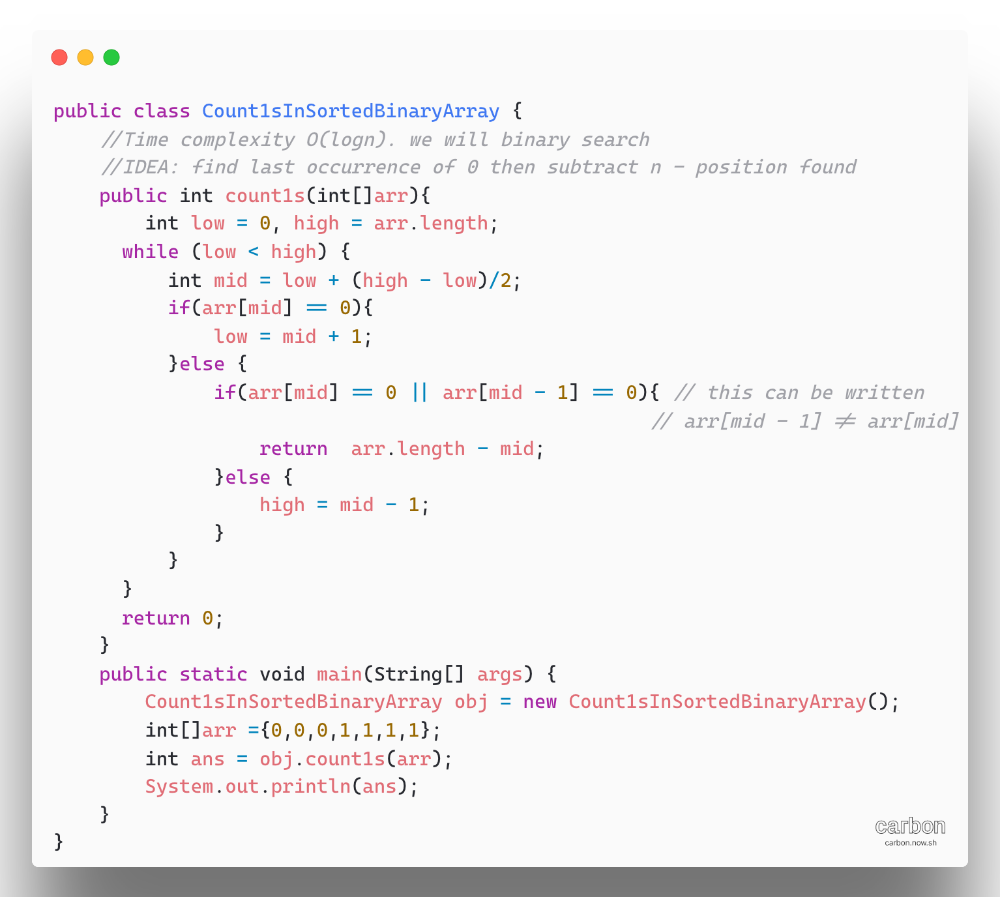 public class Count1sInSortedBinaryArray {
//Time complexity O(logn). we will binary search
//IDEA: find last occurrence of 0 then subtract n - position found
public int count1s(int[]arr){
int low = 0, high = arr.length;
while (low < high) {
int mid = low + (high - low)/2;
if(arr[mid] == 0){
low = mid + 1;
}else {
if(arr[mid] == 0 || arr[mid - 1] == 0){ // this can be written
// arr[mid - 1] != arr[mid]
return  arr.length - mid;
}else {
high = mid - 1;
}
}
}
return 0;
}
public static void main(String[] args) {
Count1sInSortedBinaryArray obj = new Count1sInSortedBinaryArray();
int[]arr ={0,0,0,1,1,1,1};
int ans = obj.count1s(arr);
System.out.println(ans);
}
}
carbon
carbon.now.sh